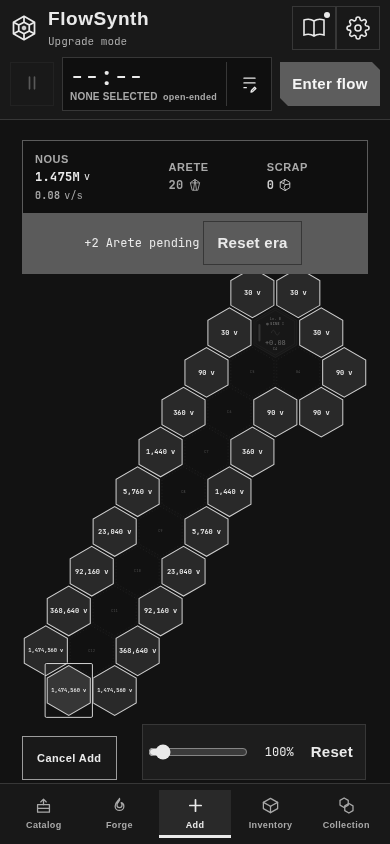 FlowSynth
Upgrade mode
--:--
NONE SELECTED open-ended
Enter flow
NOUS
1.475M v
0.08 v/s
ARETE
20
SCRAP
0
+2 Arete pending
Reset era
30 v 30 v
30 v +0.08 30 v
90 v 90 v
360 v 90 v 90 v
1,440 v 360 v
5,760 v 1,440 v
23,040 v 5,760 v
92,160 v 23,040 v
368,640 v 92,160 v
1,474,560 v 368,640 v
1,474,560 v 1,474,560 v
Cancel Add
100%
Reset
Catalog Forge Add Inventory Collection